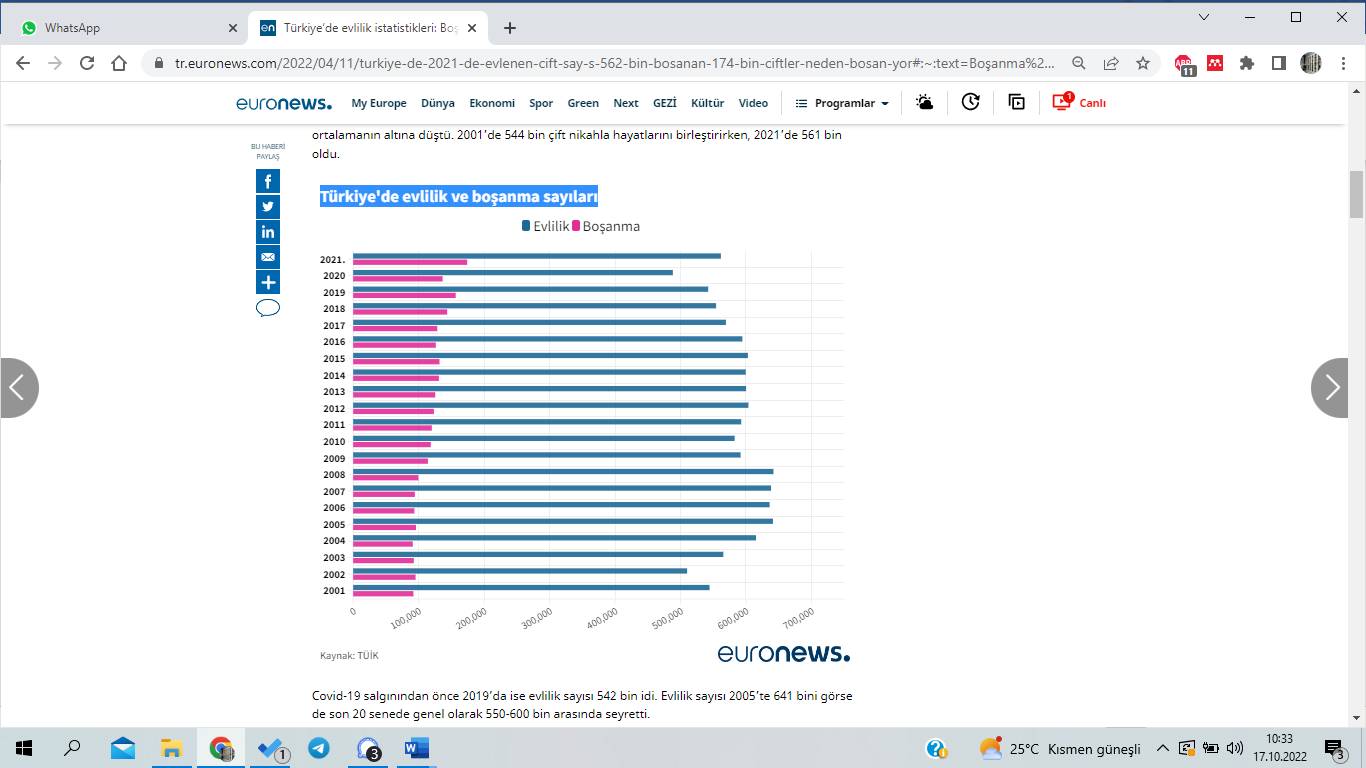 WhatsApp
en Türkiye'de evlilik istatistikleri: Boş
tr.euronews.com/2022/04/11/turkiye-de-2021-de-evlenen-cift-say-s-562-bin-bosanan-174-bin-ciftler-neden-bosan-yor#:~:text=Boşanma%2...
ABP 11
euronews. My Europe Dünya Ekonomi Spor Green Next GEZİ Kültür Video Programlar 1 Canlı
ortalamanın altına düştü. 2001'de 544 bin çift nikahla hayatlarını birleştirirken, 2021'de 561 bin
oldu.
BU HABERİ
PAYLAŞ
Türkiye'de evlilik ve boşanma sayıları
Evlilik Boşanma
2021.
2020
2019
2018
2017
2016
2015
2014
2013
2012
2011
2010
2009
2008
2007
2006
2005
2004
2003
2002
2001
0 100,000 200,000 300,000 400,000 500,000 600,000 700,000
Kaynak: TÜİK
euronews.
Covid-19 salgınından önce 2019'da ise evlilik sayısı 542 bin idi. Evlilik sayısı 2005'te 641 bini görse
de son 20 senede genel olarak 550-600 bin arasında seyretti.
1 3 W 25°C Kısmen güneşli 10:33
17.10.2022 3